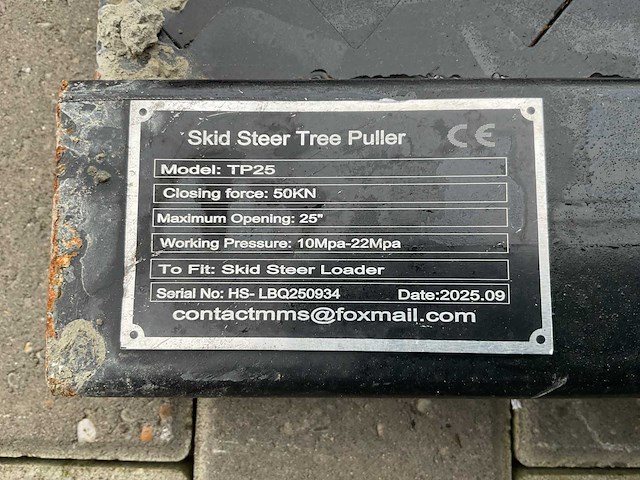 Skid Steer Tree Puller CE
Model: TP25
Closing force: 50KN
Maximum Opening: 25"
Working Pressure: 10Mpa-22Mpa
To Fit: Skid Steer Loader
Serial No: HS- LBQ250934 Date:2025.09
contactmms@foxmail.com